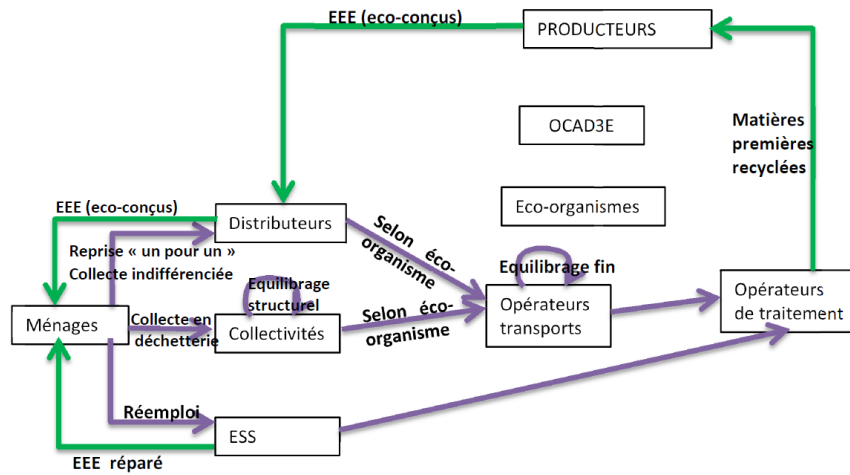 EEE (eco-conçus)
PRODUCTEURS
OCAD3E
Matières
premières
recyclées
EEE (eco-conçus)
Distributeurs
Eco-organismes
Selon éco-
organisme
Reprise « un pour un »
Collecte indifférenciée
Equilibrage
structurel
Equilibrage fin
Ménages
Collecte en
déchetterie
Collectivités
Selon éco-
organisme
Opérateurs
transports
Opérateurs
de traitement
Réemploi
ESS
EEE réparé